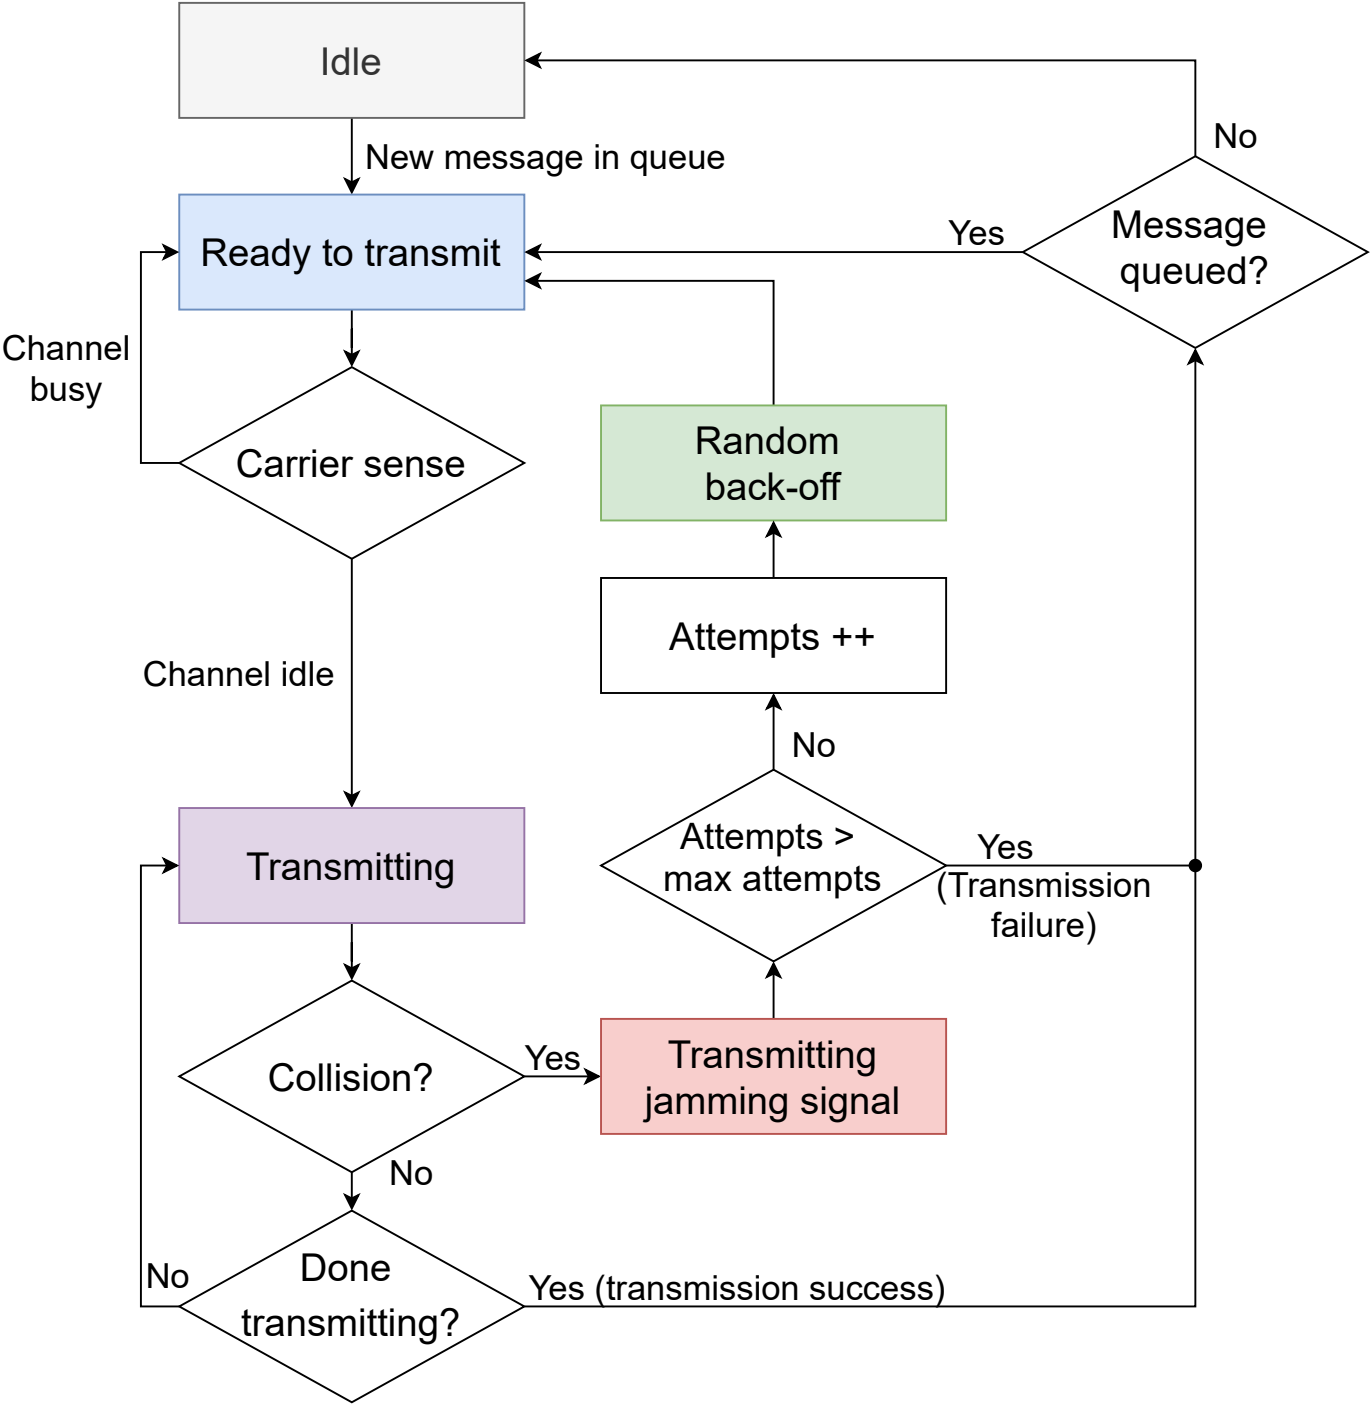 Idle
New message in queue
No
Message
queued?
Yes
Ready to transmit
Channel
busy
Carrier sense
Random
back-off
Attempts ++
Channel idle
No
Attempts >
max attempts
Yes
(Transmission
failure)
Transmitting
Collision?
Yes
Transmitting
jamming signal
No
Done
transmitting?
No
Yes (transmission success)